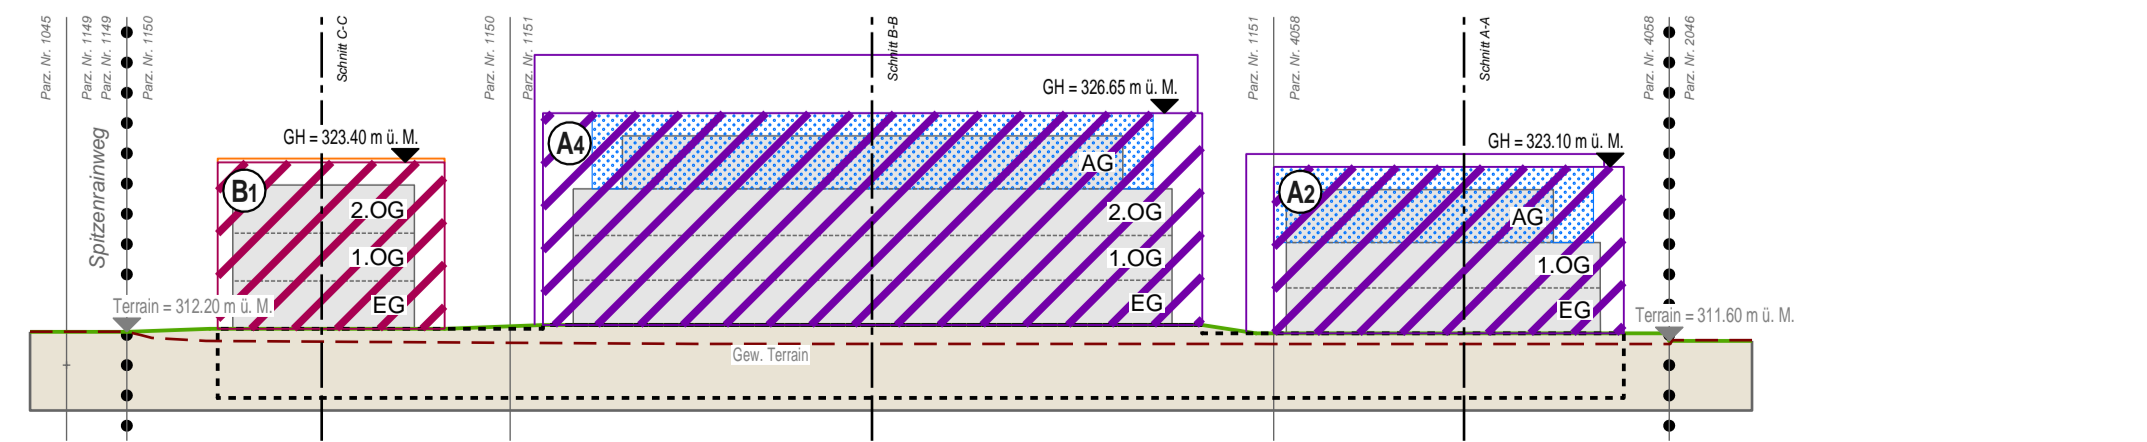 Parz. Nr. 1045
Parz. Nr. 1149
Parz. Nr. 1149
Parz. Nr. 1150
Schnitt C-C
Parz. Nr. 1150
Parz. Nr. 1151
Schnitt B-B
Parz. Nr. 1151
Parz. Nr. 4058
Schnitt A-A
Parz. Nr. 4058
Parz. Nr. 2046
Spitzenrainweg
GH = 323.40 m ü. M.
GH = 326.65 m ü. M.
GH = 323.10 m ü. M.
B1
2.OG
1.OG
EG
A4
AG
2.OG
1.OG
EG
A2
AG
1.OG
EG
Terrain = 312.20 m ü. M.
Terrain = 311.60 m ü. M.
Gew. Terrain